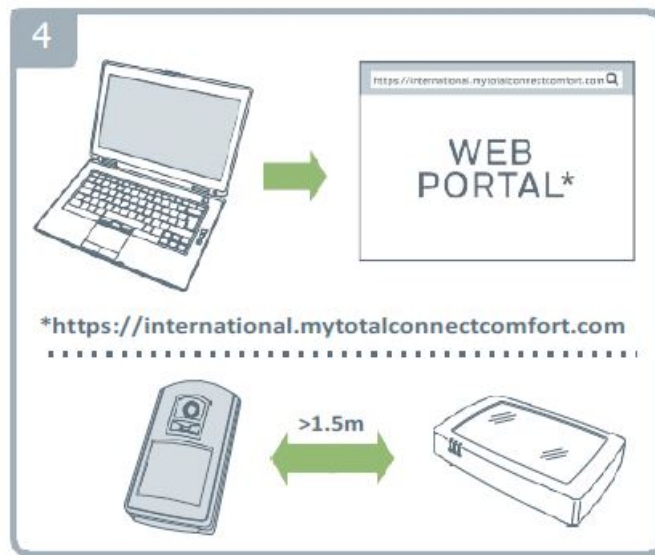 4
https://international.mytotalconnectcomfort.com
WEB
PORTAL*
*https://international.mytotalconnectcomfort.com
>1.5m